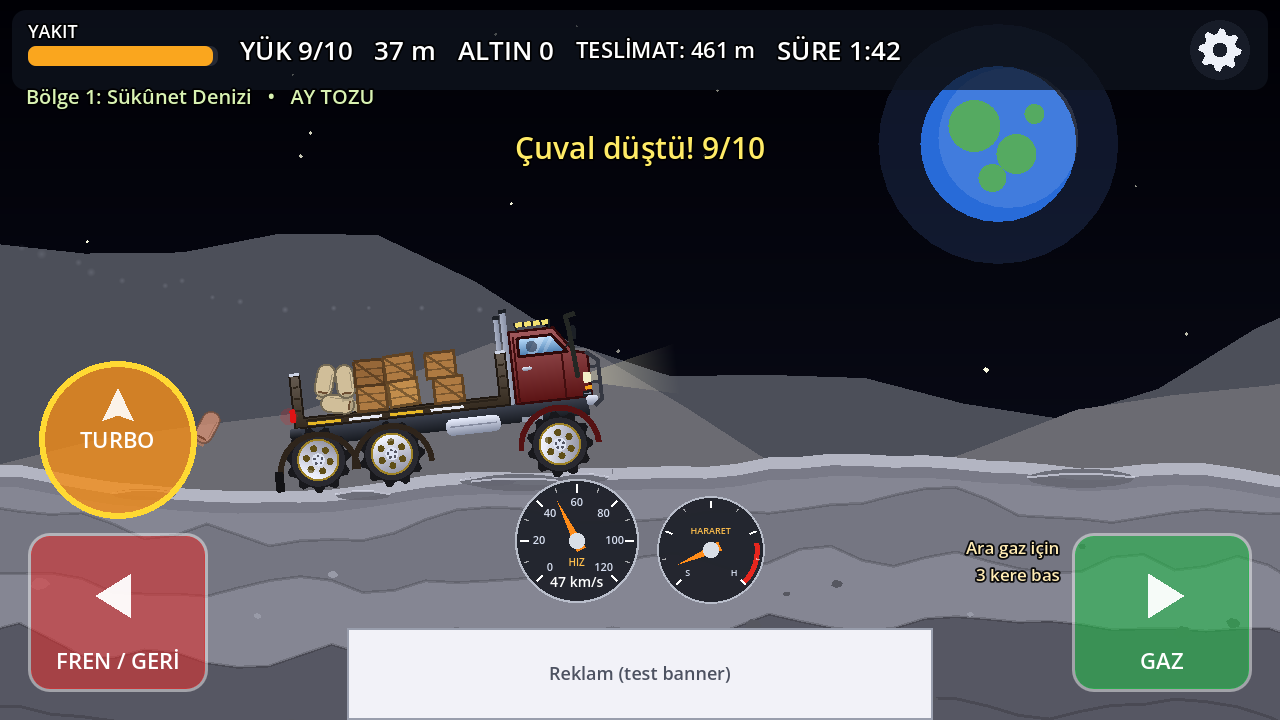 YAKIT
YÜK 9/10 37 m ALTIN 0 TESLİMAT: 461 m SÜRE 1:42
Bölge 1: Sükûnet Denizi • AY TOZU
Çuval düştü! 9/10
TURBO
0 20 40 60 80 100 120
HIZ
47 km/s
HARARET
S H
Ara gaz için
3 kere bas
FREN / GERİ
GAZ
Reklam (test banner)